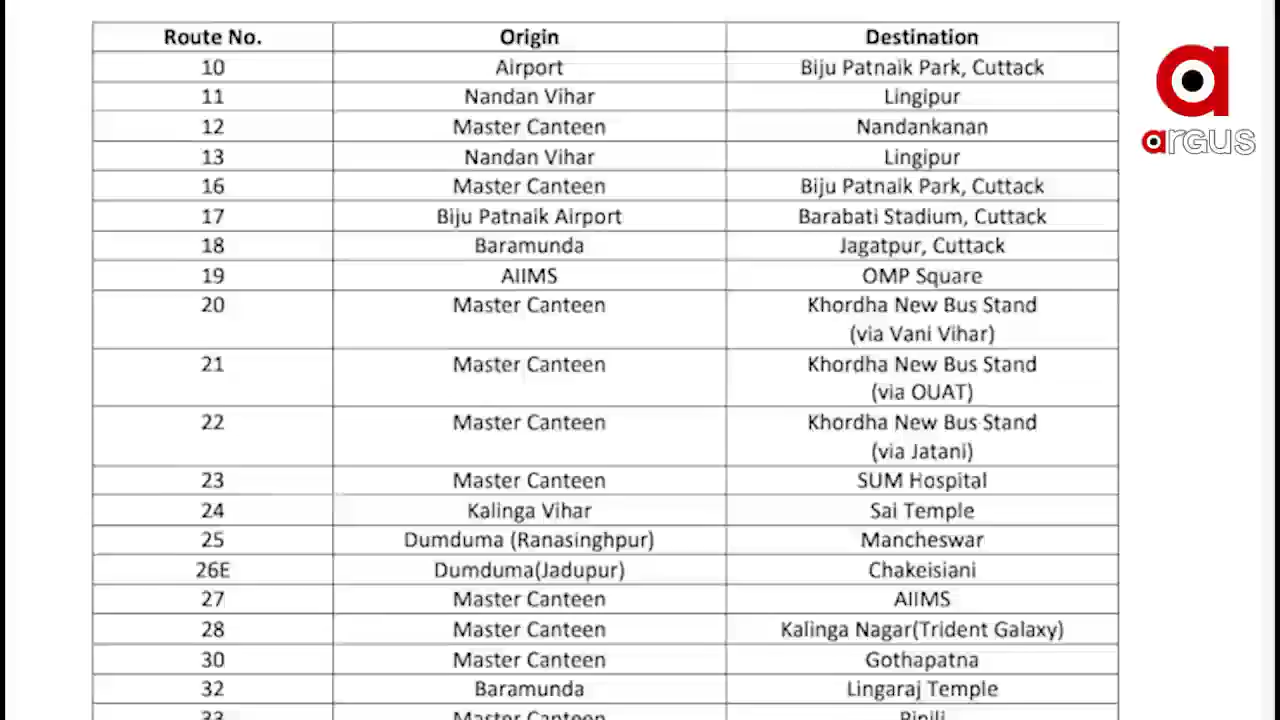 Route No. Origin Destination
10 Airport Biju Patnaik Park, Cuttack
11 Nandan Vihar Lingipur
12 Master Canteen Nandankanan
13 Nandan Vihar Lingipur
16 Master Canteen Biju Patnaik Park, Cuttack
17 Biju Patnaik Airport Barabati Stadium, Cuttack
18 Baramunda Jagatpur, Cuttack
19 AIIMS OMP Square
20 Master Canteen Khordha New Bus Stand
(via Vani Vihar)
21 Master Canteen Khordha New Bus Stand
(via OUAT)
22 Master Canteen Khordha New Bus Stand
(via Jatani)
23 Master Canteen SUM Hospital
24 Kalinga Vihar Sai Temple
25 Dumduma (Ranasinghpur) Mancheswar
26E Dumduma(Jadupur) Chakeisiani
27 Master Canteen AIIMS
28 Master Canteen Kalinga Nagar(Trident Galaxy)
30 Master Canteen Gothapatna
32 Baramunda Lingaraj Temple
33 Master Canteen Pipili
a
argus